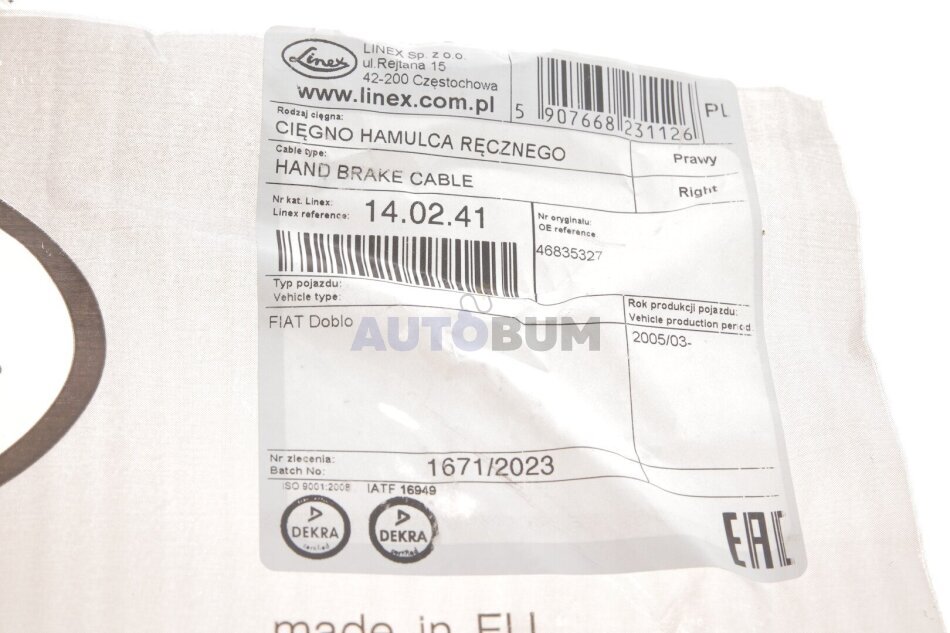 Linex
LINEX sp. z o.o.
ul.Rejtana 15
42-200 Częstochowa
www.linex.com.pl
5 907668 231126
PL
Rodzaj cięgna:
CIĘGNO HAMULCA RĘCZNEGO
Prawy
Cable type:
HAND BRAKE CABLE
Right
Nr kat. Linex:
Linex reference:
14.02.41
Nr oryginału:
OE reference
46835327
Typ pojazdu:
Vehicle type:
FIAT Doblo
Rok produkcji pojazdu:
Vehicle production period
2005/03-
AUTOBUM
Nr zlecenia:
Batch No:
1671/2023
ISO 9001:2008
IATF 16949
DEKRA
certified
DEKRA
certified
EAC
made in EU